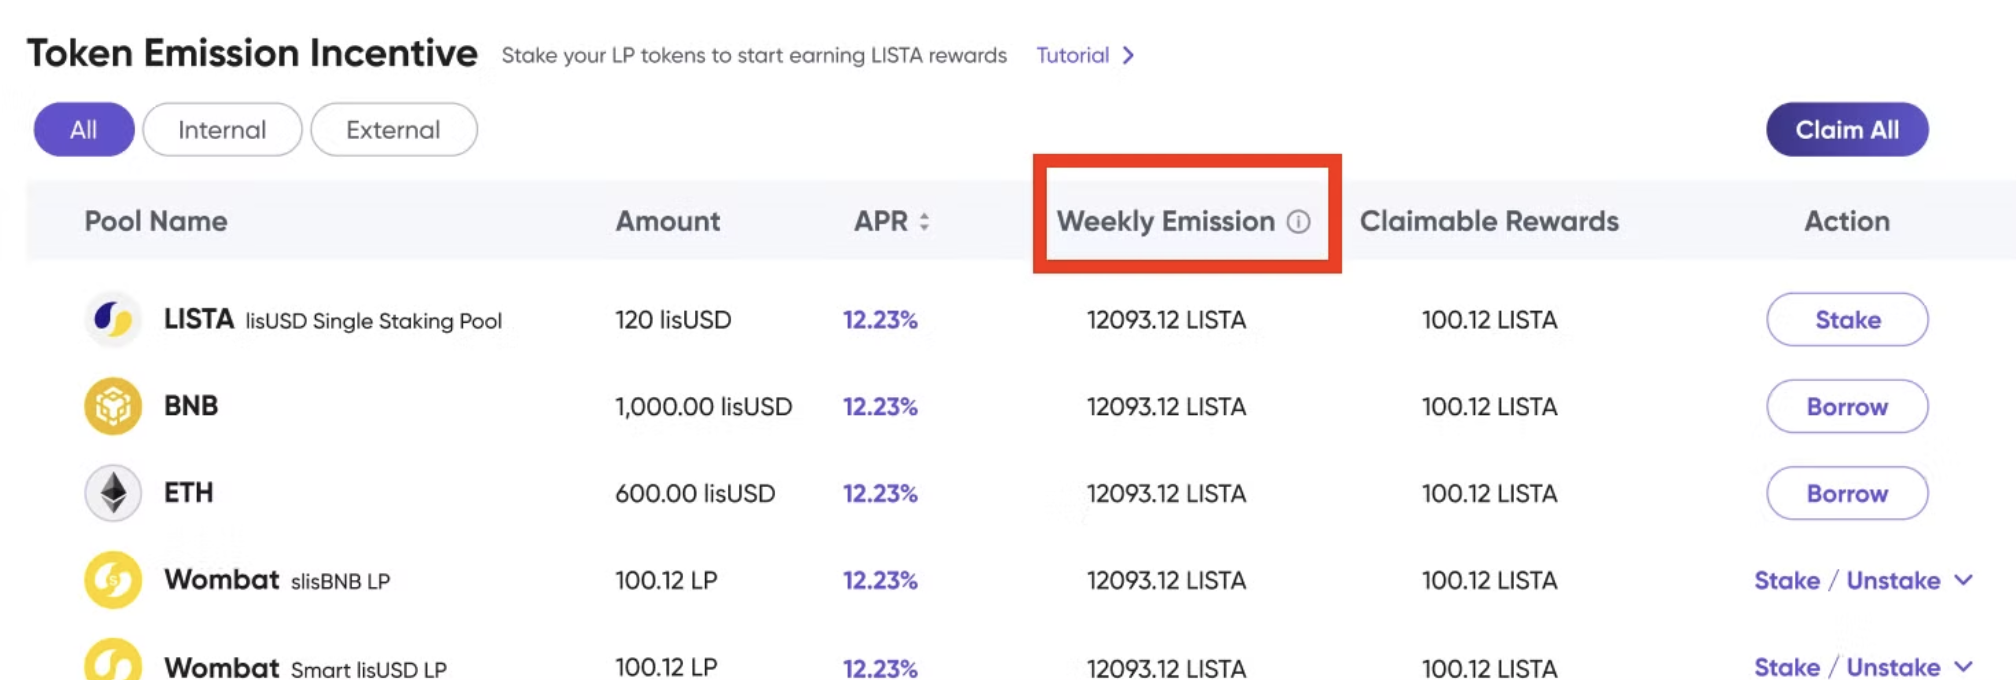 Token Emission Incentive Stake your LP tokens to start earning LISTA rewards Tutorial
All Internal External Claim All
Pool Name Amount APR Weekly Emission Claimable Rewards Action
LISTA lisUSD Single Staking Pool 120 lisUSD 12.23% 12093.12 LISTA 100.12 LISTA Stake
BNB 1,000.00 lisUSD 12.23% 12093.12 LISTA 100.12 LISTA Borrow
ETH 600.00 lisUSD 12.23% 12093.12 LISTA 100.12 LISTA Borrow
Wombat slisBNB LP 100.12 LP 12.23% 12093.12 LISTA 100.12 LISTA Stake / Unstake
Wombat Smart lisUSD LP 100.12 LP 12.23% 12093.12 LISTA 100.12 LISTA Stake / Unstake